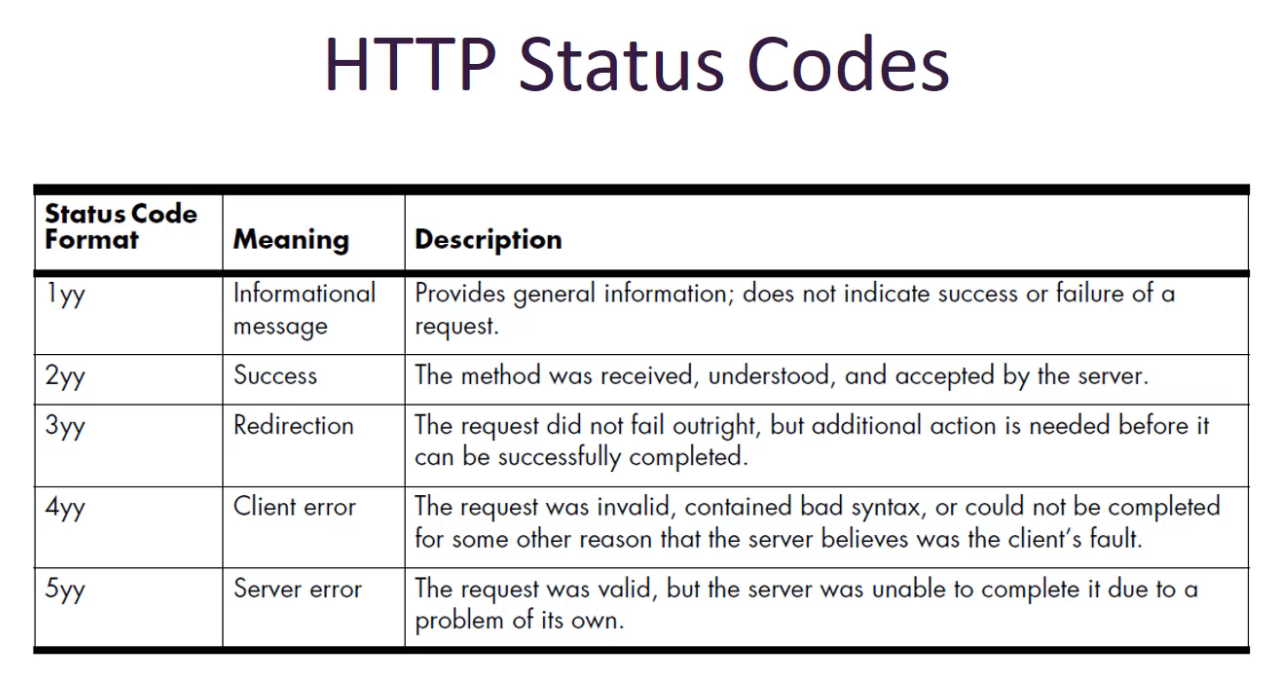 HTTP Status Codes
Status Code
Format
Meaning
Description
1yy
Informational
message
Provides general information; does not indicate success or failure of a
request.
2yy
Success
The method was received, understood, and accepted by the server.
3yy
Redirection
The request did not fail outright, but additional action is needed before it
can be successfully completed.
4yy
Client error
The request was invalid, contained bad syntax, or could not be completed
for some other reason that the server believes was the client’s fault.
5yy
Server error
The request was valid, but the server was unable to complete it due to a
problem of its own.